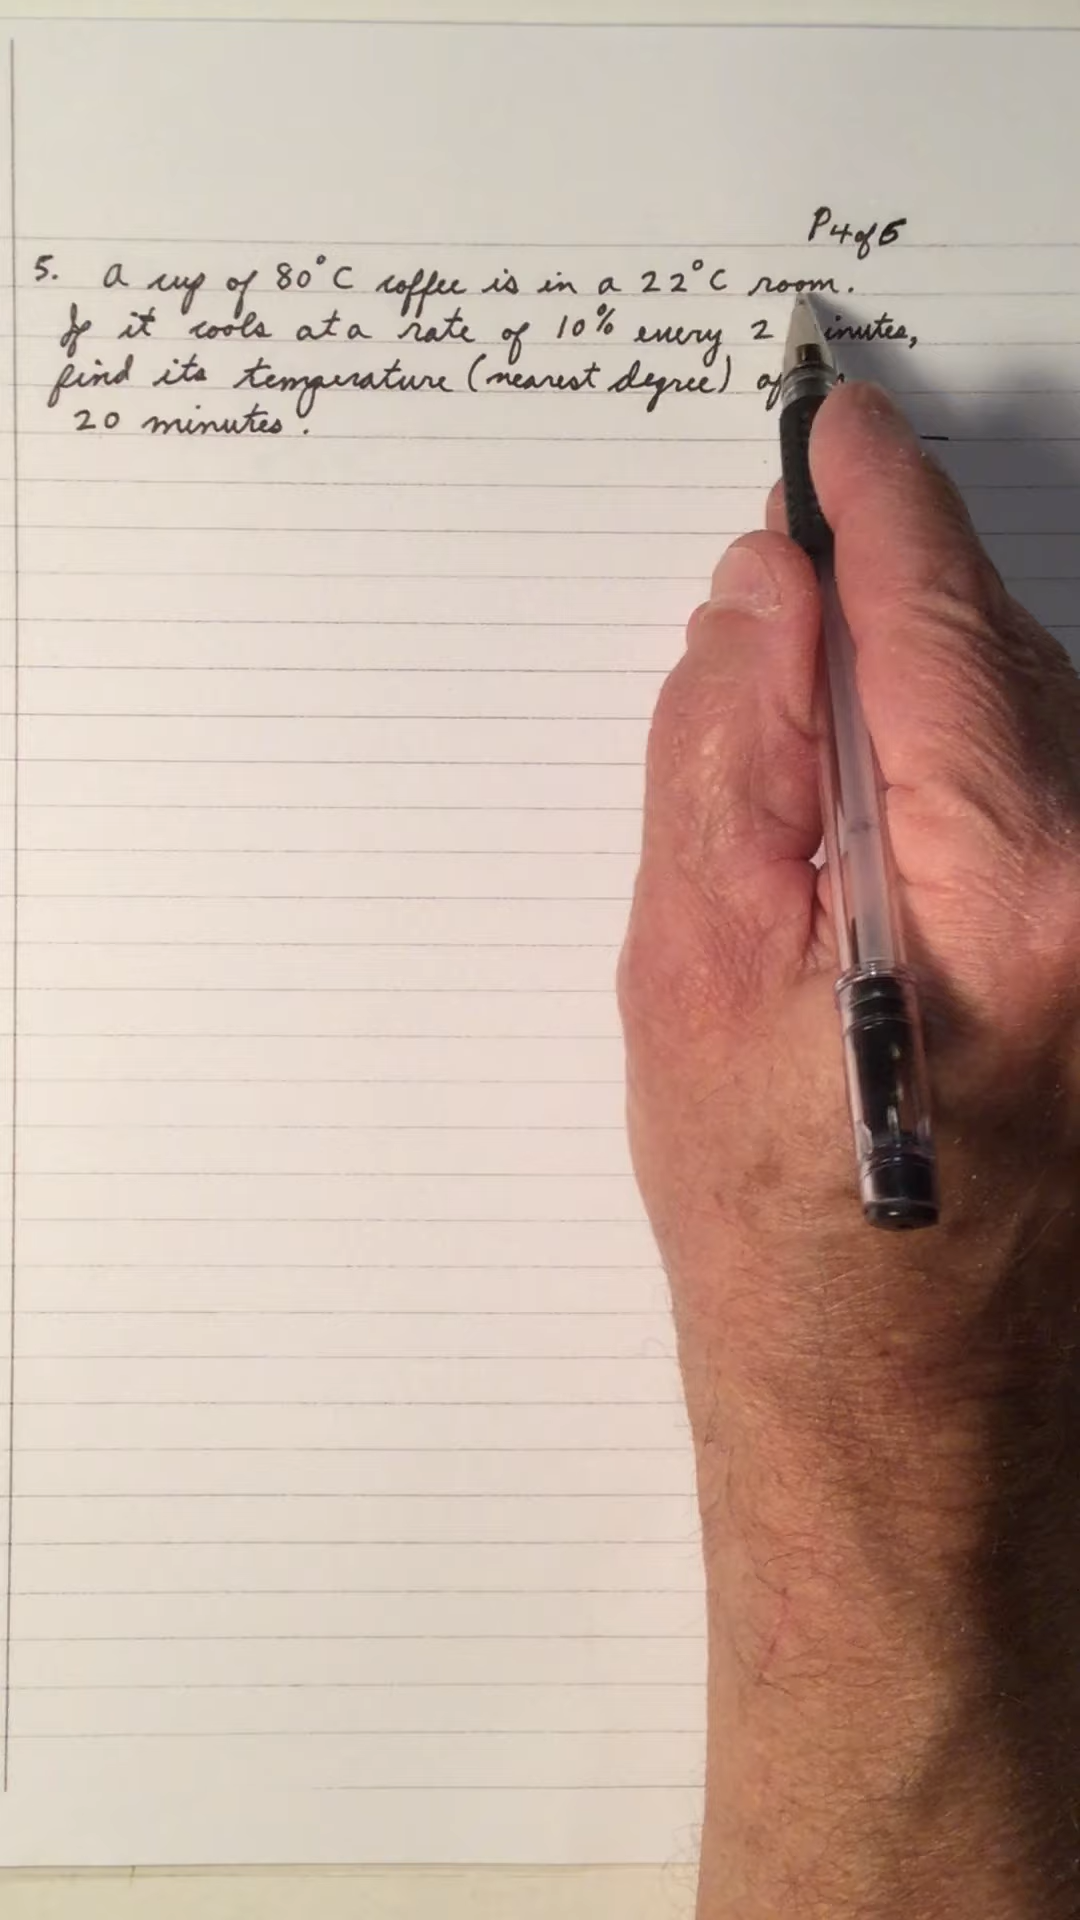 P4 of 5
5. A cup of 80°C coffee is in a 22°C room.
If it cools at a rate of 10% every 2 inutes,
find its temperature (nearest degree)
20 minutes.